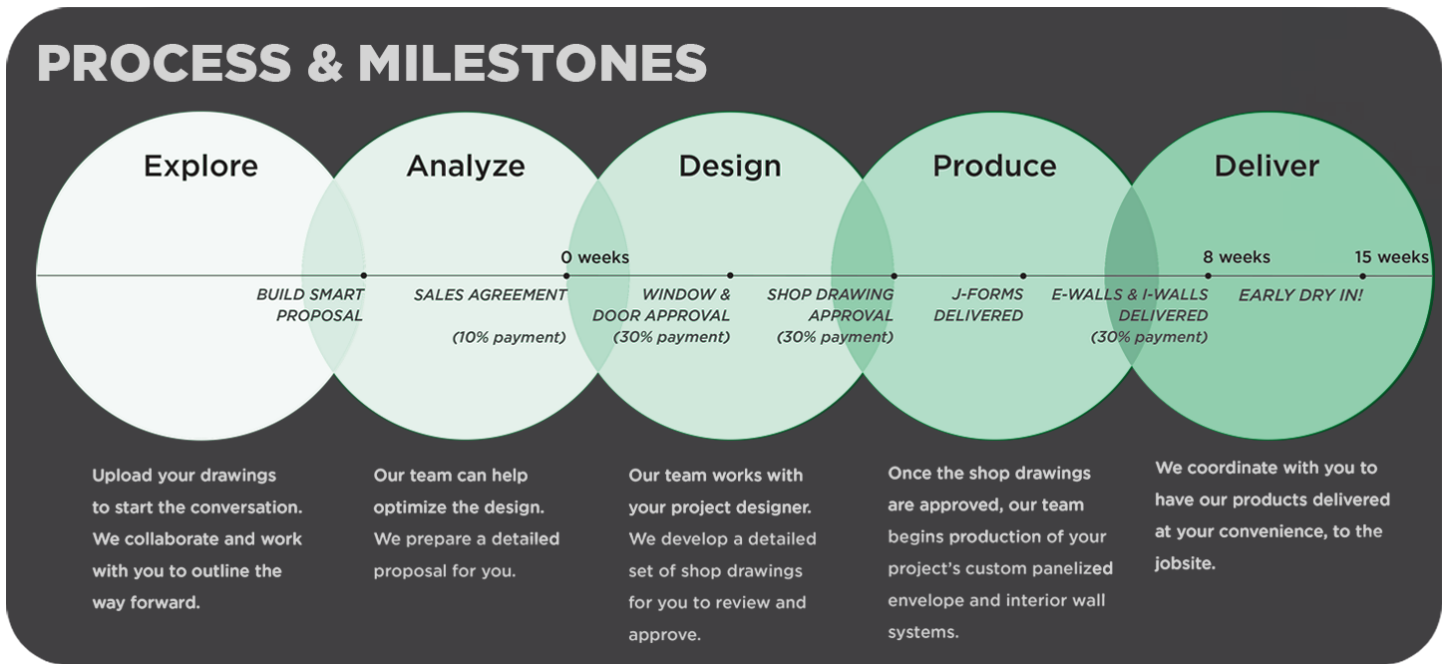 PROCESS & MILESTONES
Explore
Analyze
Design
Produce
Deliver
0 weeks
8 weeks
15 weeks
BUILD SMART
PROPOSAL
SALES AGREEMENT
(10% payment)
WINDOW &
DOOR APPROVAL
(30% payment)
SHOP DRAWING
APPROVAL
(30% payment)
J-FORMS
DELIVERED
E-WALLS & I-WALLS
DELIVERED
(30% payment)
EARLY DRY IN!
Upload your drawings
to start the conversation.
We collaborate and work
with you to outline the
way forward.
Our team can help
optimize the design.
We prepare a detailed
proposal for you.
Our team works with
your project designer.
We develop a detailed
set of shop drawings
for you to review and
approve.
Once the shop drawings
are approved, our team
begins production of your
project's custom panelized
envelope and interior wall
systems.
We coordinate with you to
have our products delivered
at your convenience, to the
jobsite.